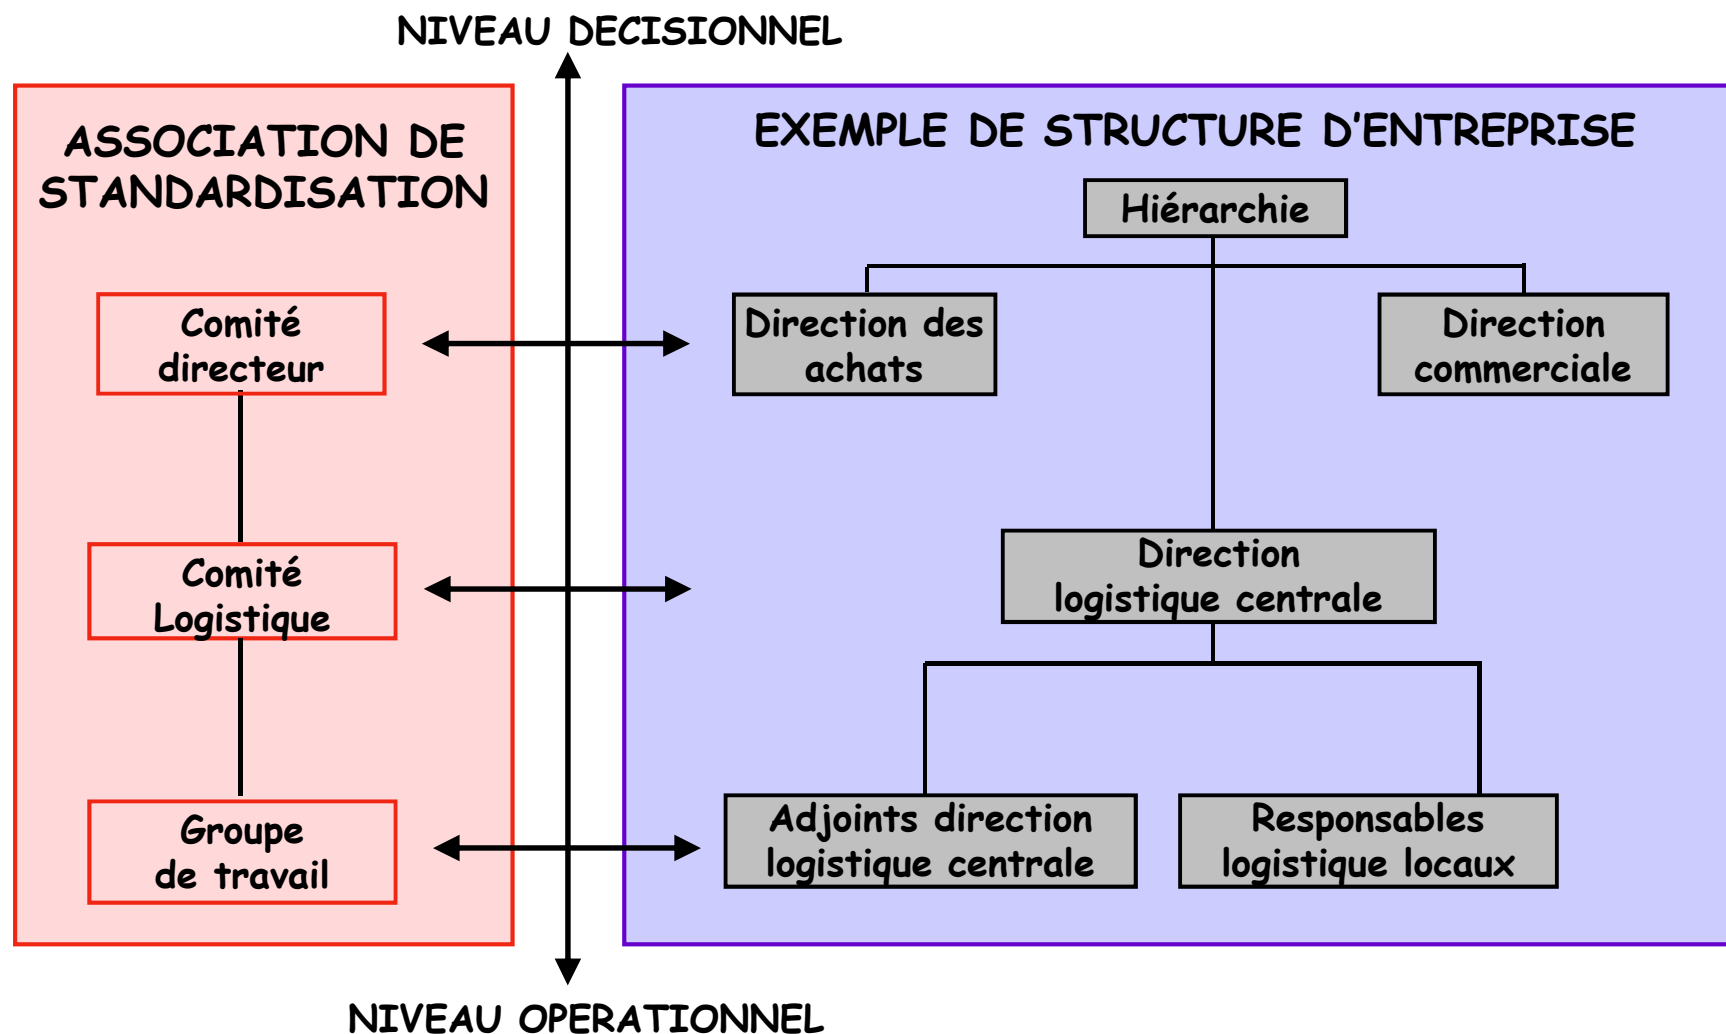 NIVEAU DECISIONNEL
ASSOCIATION DE
STANDARDISATION
Comité
directeur
Comité
Logistique
Groupe
de travail
EXEMPLE DE STRUCTURE D'ENTREPRISE
Hiérarchie
Direction des
achats
Direction
commerciale
Direction
logistique centrale
Adjoints direction
logistique centrale
Responsables
logistique locaux
NIVEAU OPERATIONNEL